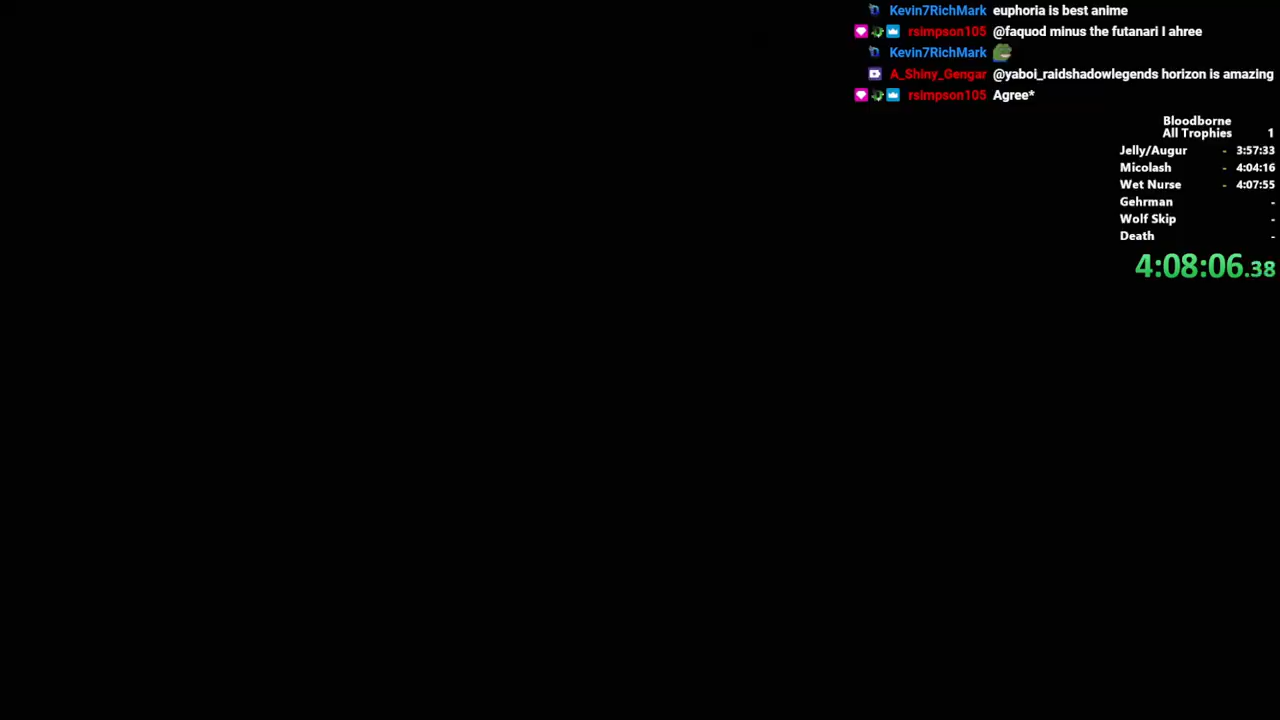 Kevin7RichMark euphoria is best anime
rsimpson105 @faquod minus the futanari I ahree
Kevin7RichMark
A_Shiny_Gengar @yaboi_raidshadowlegends horizon is amazing
rsimpson105 Agree*
Bloodborne
All Trophies 1
Jelly/Augur - 3:57:33
Micolash - 4:04:16
Wet Nurse - 4:07:55
Gehrman -
Wolf Skip -
Death -
4:08:06.38